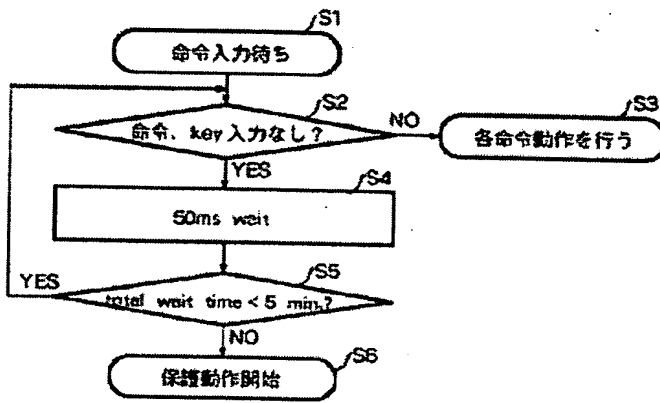 S1
命令入力待ち
S2
命令、key入力なし?
NO
S3
各命令動作を行う
YES
S4
50ms wait
S5
YES
total wait time < 5 min.?
NO
S6
保護動作開始